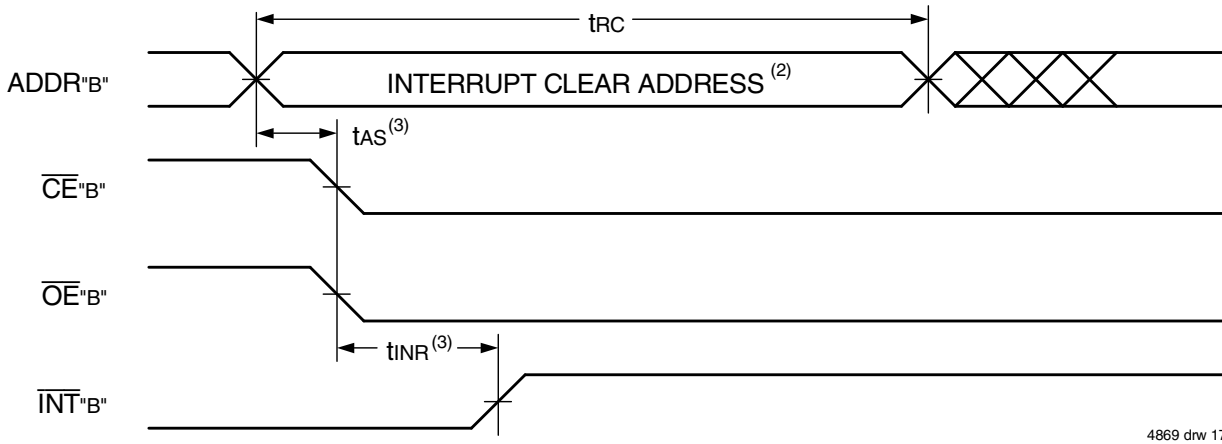 tRC
ADDR"B"
INTERRUPT CLEAR ADDRESS (2)
tAS(3)
CE"B"
OE"B"
tINR(3)
INT"B"
4869 drw 17